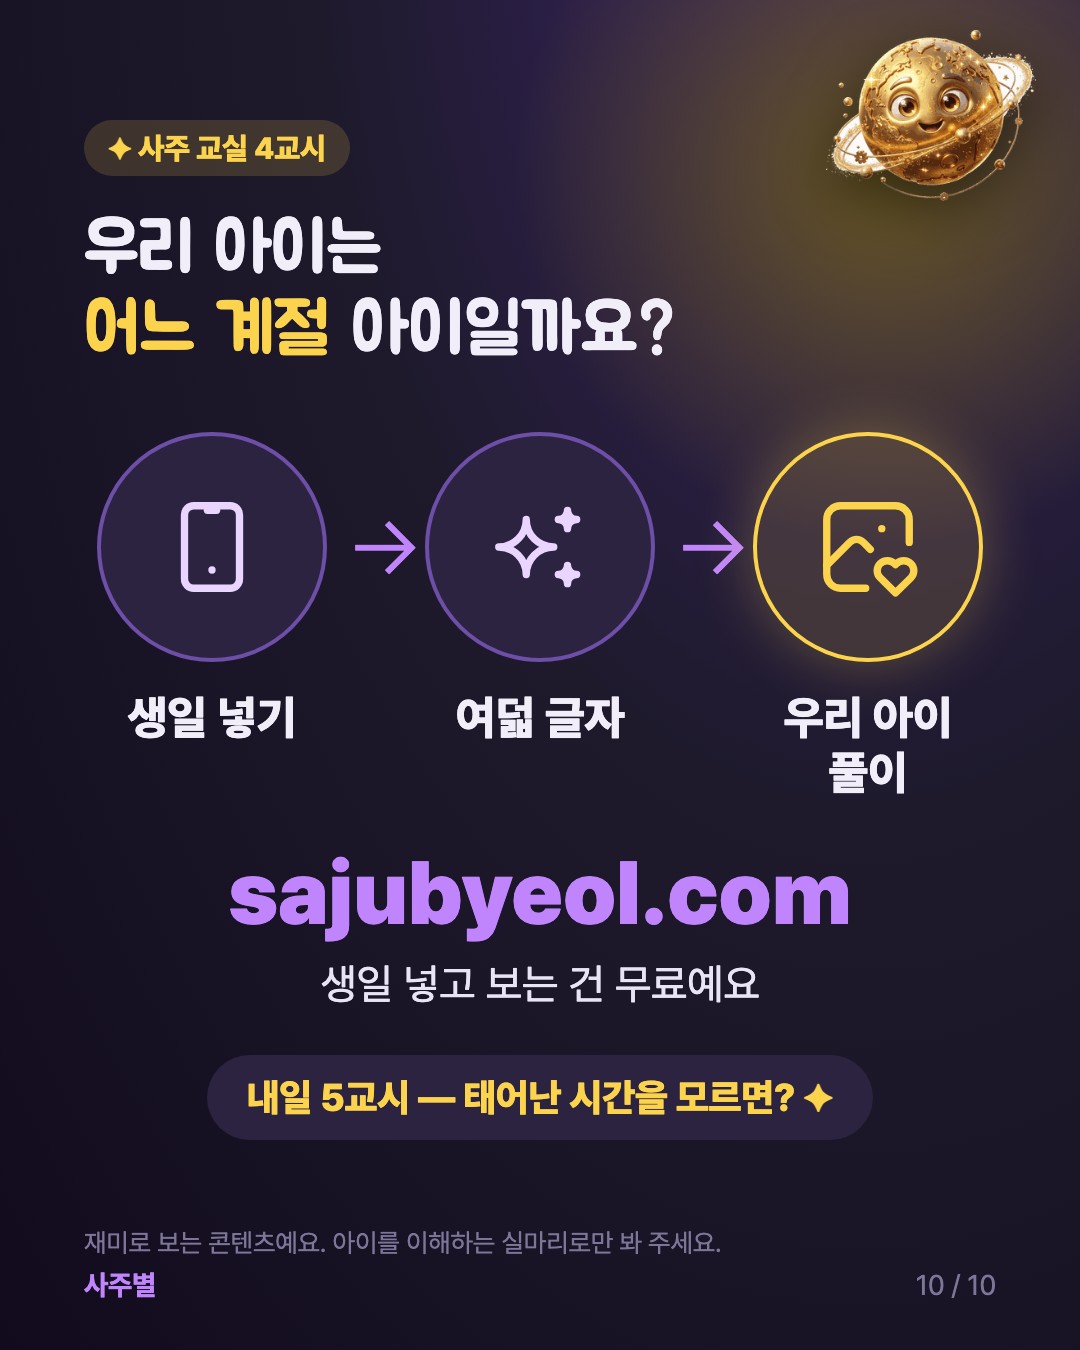 ✦ 사주 교실 4교시
우리 아이는
어느 계절 아이일까요?
생일 넣기
여덟 글자
우리 아이
풀이
sajubyeol.com
생일 넣고 보는 건 무료예요
내일 5교시 — 태어난 시간을 모르면? ✦
재미로 보는 콘텐츠예요. 아이를 이해하는 실마리로만 봐 주세요.
사주별
10 / 10